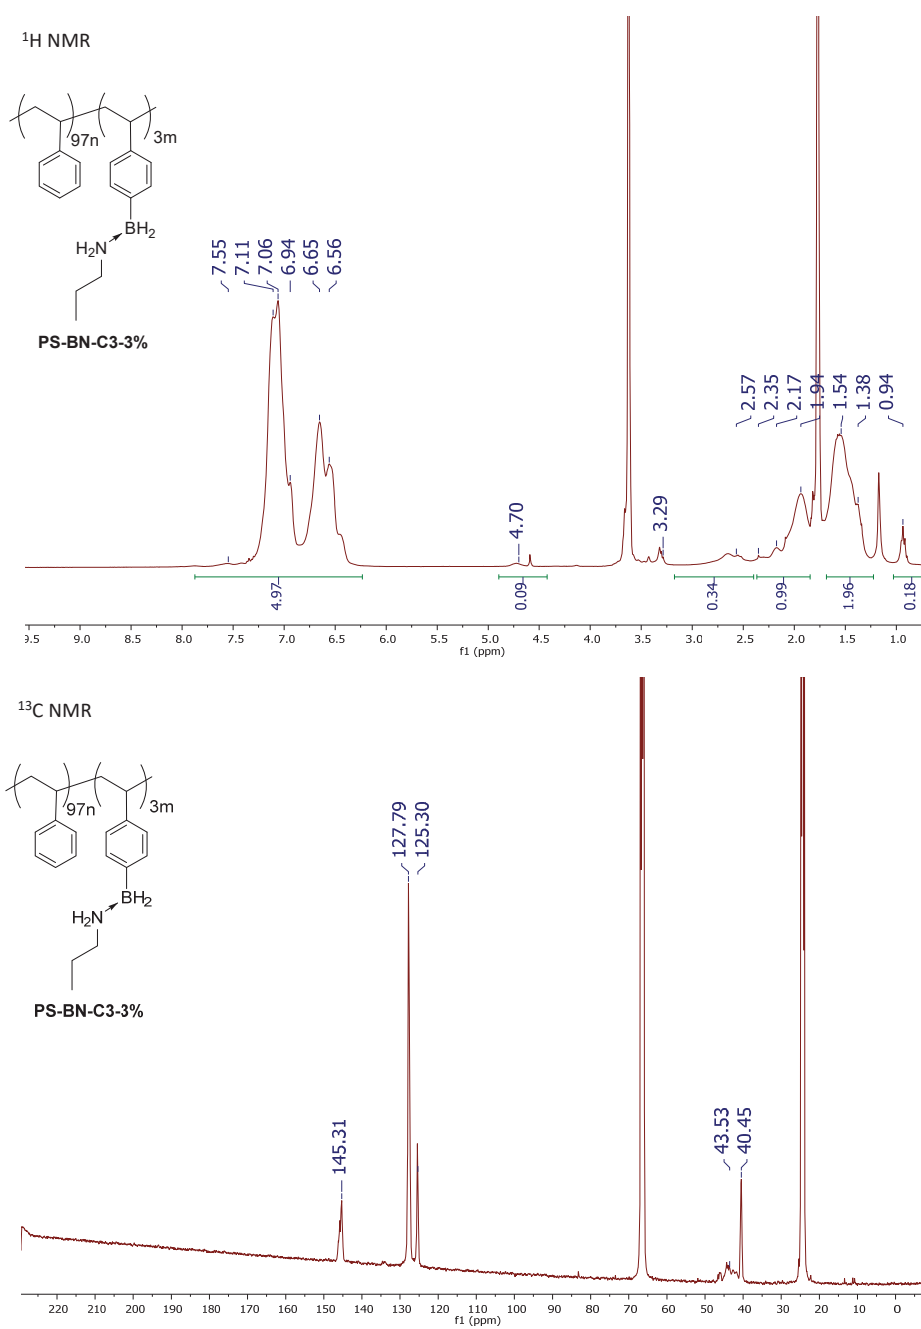 ¹H NMR
97n
3m
BH₂
H₂N
PS-BN-C3-3%
7.55
7.11
7.06
6.94
6.65
6.56
4.70
3.29
2.57
2.35
2.17
1.94
1.54
1.38
0.94
4.97
0.09
0.34
0.99
1.96
0.18
9.5 9.0 8.5 8.0 7.5 7.0 6.5 6.0 5.5 5.0 4.5 4.0 3.5 3.0 2.5 2.0 1.5 1.0
f1 (ppm)
¹³C NMR
97n
3m
BH₂
H₂N
PS-BN-C3-3%
145.31
127.79
125.30
43.53
40.45
220 210 200 190 180 170 160 150 140 130 120 110 100 90 80 70 60 50 40 30 20 10 0
f1 (ppm)